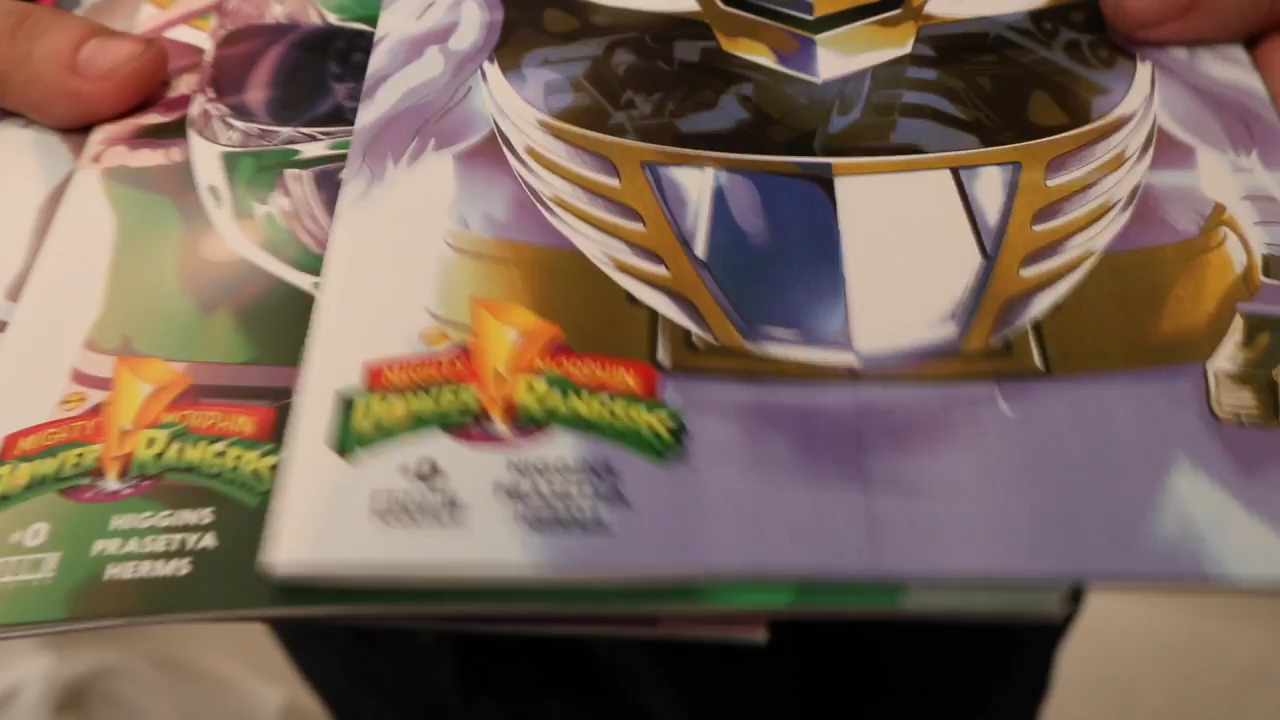 MIGHTY MORPHIN
POWER RANGERS
MIGHTY MORPHIN
POWER RANGERS
#0
HIGGINS
PRASETYA
HERMS